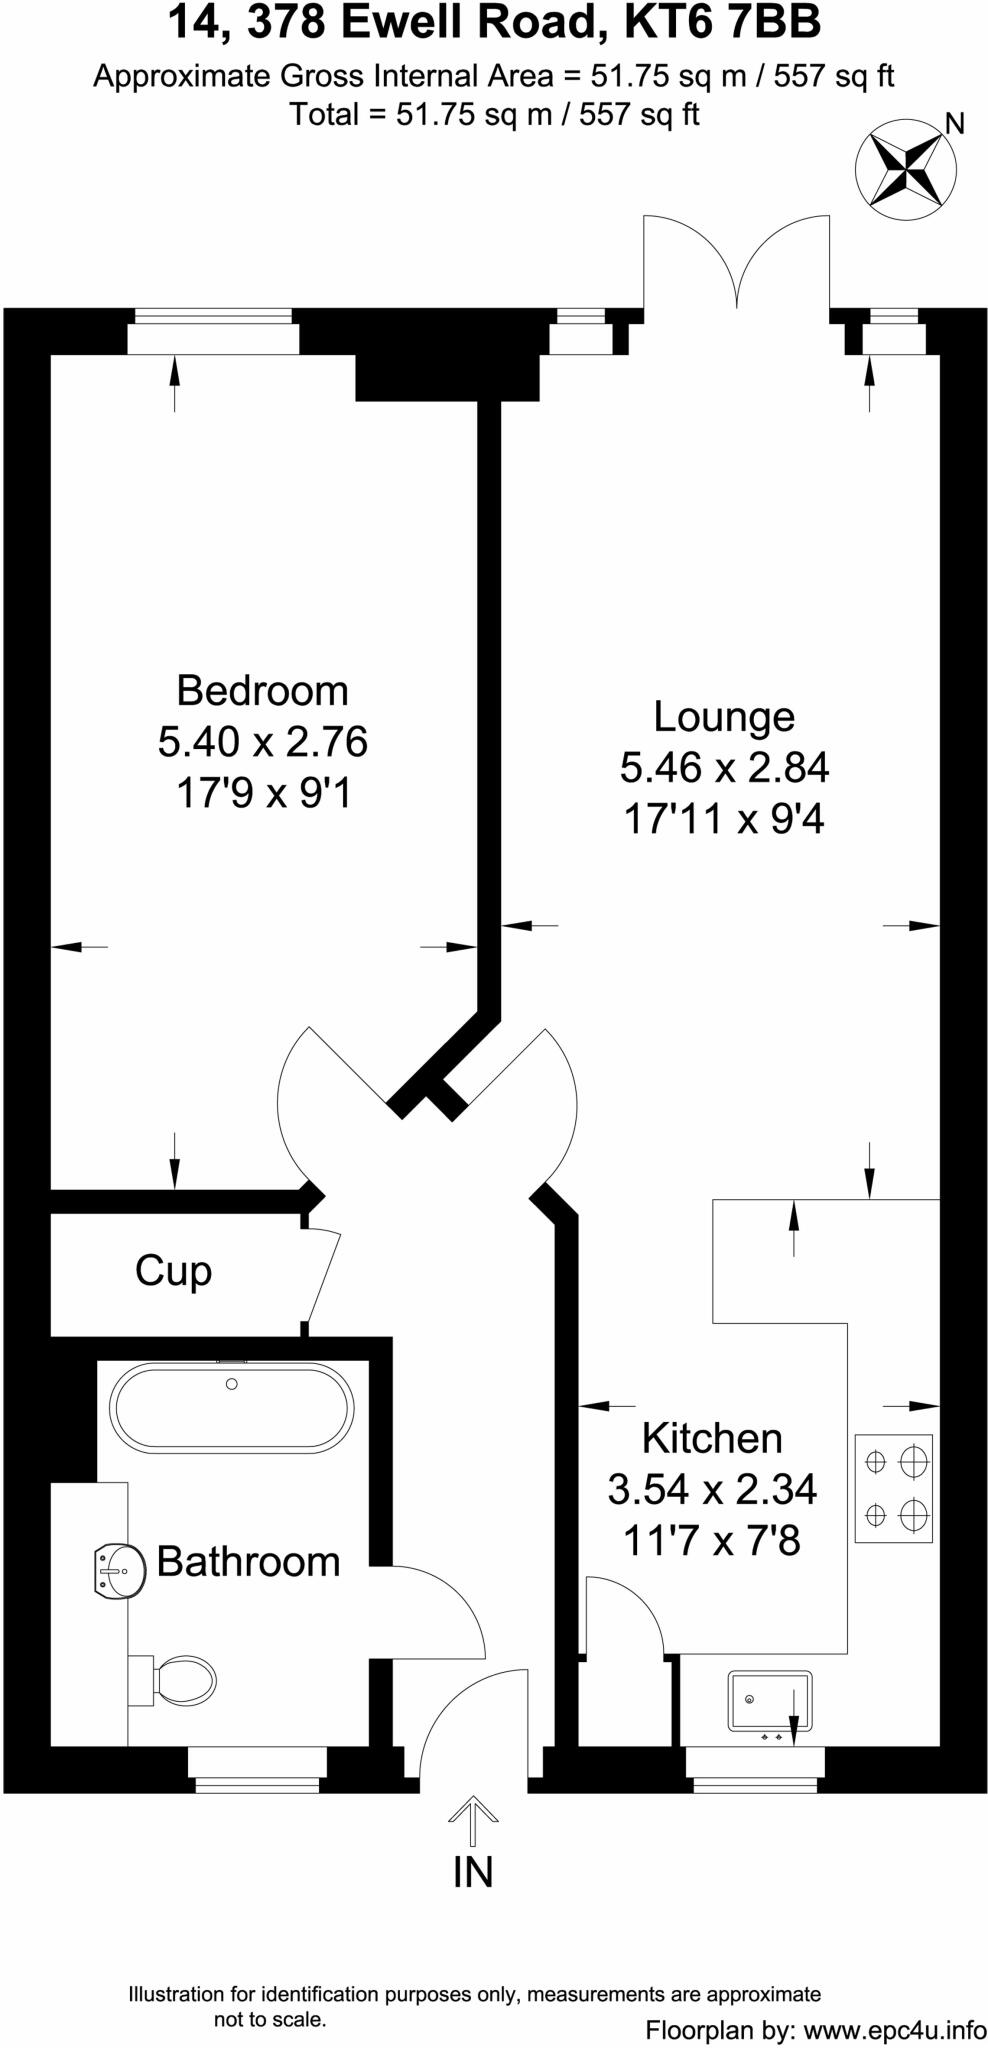 14, 378 Ewell Road, KT6 7BB
Approximate Gross Internal Area = 51.75 sq m / 557 sq ft
Total = 51.75 sq m / 557 sq ft
N
Bedroom
5.40 x 2.76
17'9 x 9'1
Lounge
5.46 x 2.84
17'11 x 9'4
Cup
Kitchen
3.54 x 2.34
11'7 x 7'8
Bathroom
IN
Illustration for identification purposes only, measurements are approximate
not to scale.
Floorplan by: www.epc4u.info